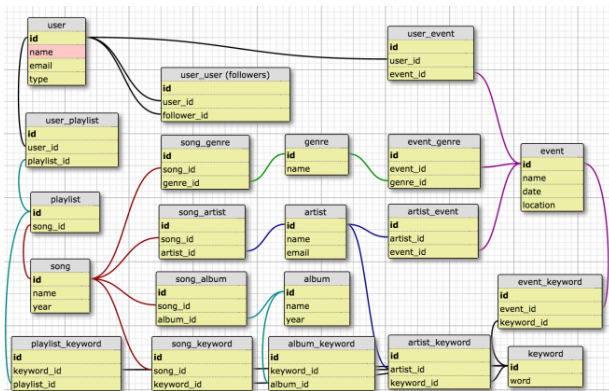 user
id
name
email
type
user_event
id
user_id
event_id
user_user (followers)
id
user_id
follower_id
user_playlist
id
user_id
playlist_id
song_genre
id
song_id
genre_id
genre
id
name
event_genre
id
event_id
genre_id
event
id
name
date
location
playlist
id
song_id
song_artist
id
song_id
artist_id
artist
id
name
email
artist_event
id
artist_id
event_id
song
id
name
year
song_album
id
song_id
album_id
album
id
name
year
event_keyword
id
event_id
keyword_id
playlist_keyword
id
keyword_id
playlist_id
song_keyword
id
song_id
keyword_id
album_keyword
id
keyword_id
album_id
artist_keyword
id
artist_id
keyword_id
keyword
id
word